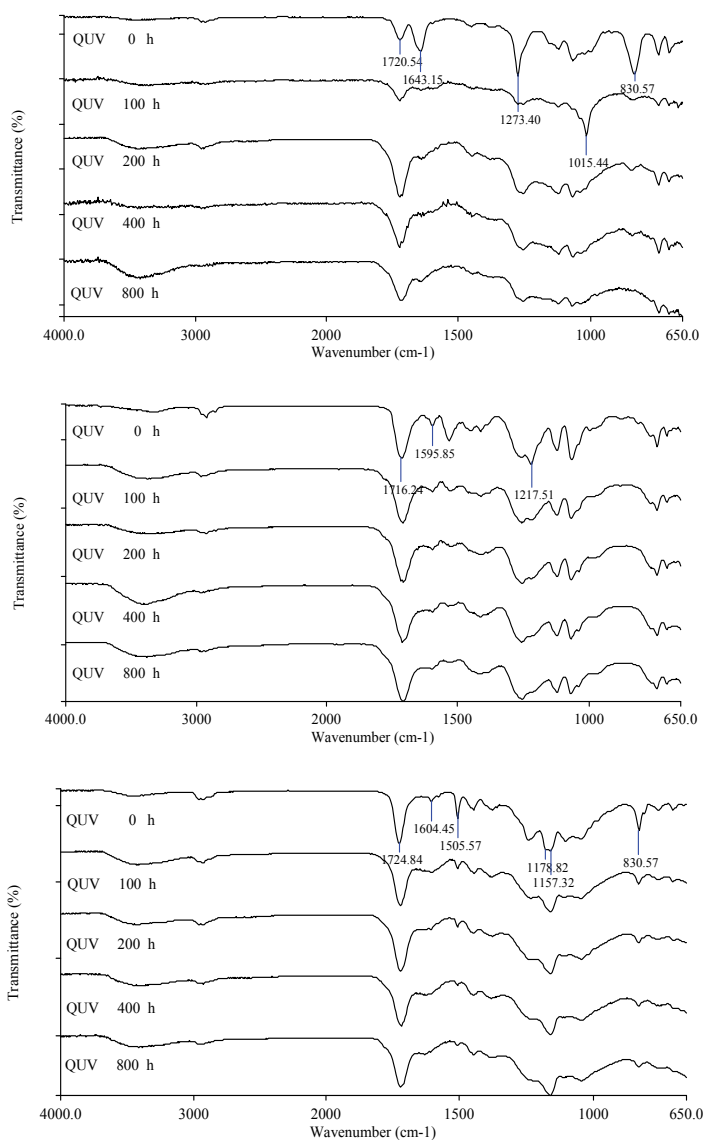 QUV 0 h
1720.54
1643.15
830.57
QUV 100 h
1273.40
1015.44
QUV 200 h
QUV 400 h
QUV 800 h
Transmittance (%)
4000.0 3000 2000 1500 1000 650.0
Wavenumber (cm-1)
QUV 0 h
1595.85
1716.24
1217.51
QUV 100 h
QUV 200 h
QUV 400 h
QUV 800 h
Transmittance (%)
4000.0 3000 2000 1500 1000 650.0
Wavenumber (cm-1)
QUV 0 h
1604.45
1505.57
1724.84
1178.82
1157.32
830.57
QUV 100 h
QUV 200 h
QUV 400 h
QUV 800 h
Transmittance (%)
4000.0 3000 2000 1500 1000 650.0
Wavenumber (cm-1)